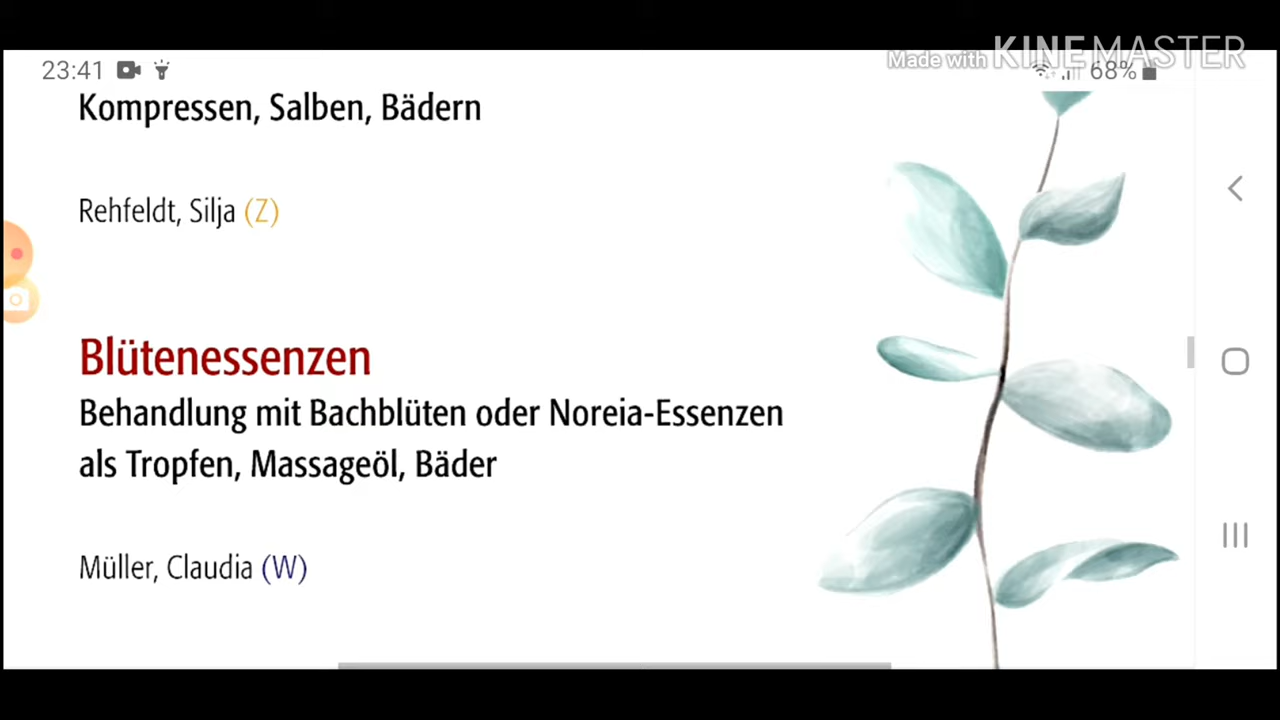 Made with KINEMASTER
23:41 68%
Kompressen, Salben, Bädern
Rehfeldt, Silja (Z)
Blütenessenzen
Behandlung mit Bachblüten oder Noreia-Essenzen
als Tropfen, Massageöl, Bäder
Müller, Claudia (W)